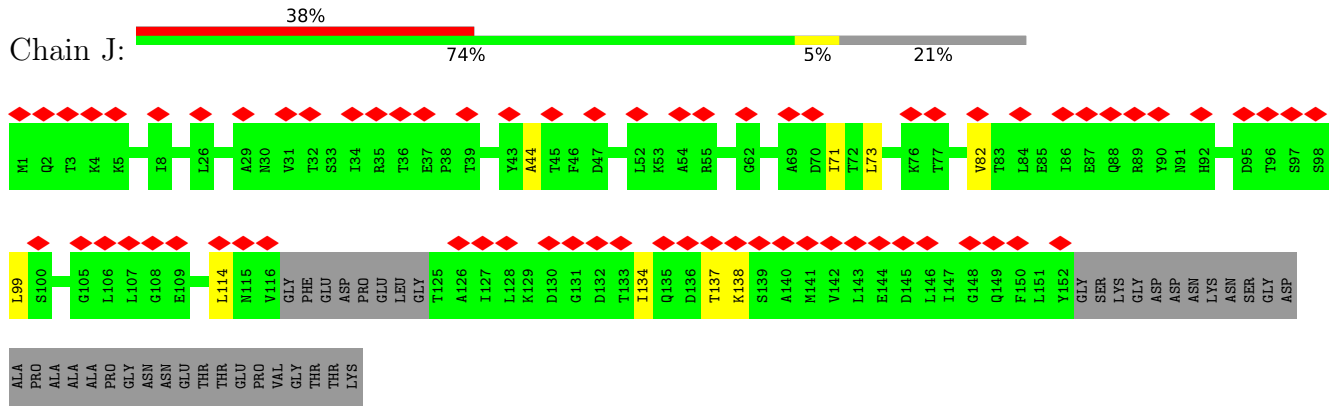 38%
Chain J:
74% 5% 21%
M1 Q2 T3 K4 K5 I8 L26 A29 N30 V31 T32 S33 I34 R35 T36 E37 P38 T39 Y43 A44 T45 F46 D47 L52 K53 A54 R55 G62 A69 D70 I71 T72 L73 K76 T77 V82 T83 L84 E85 I86 E87 Q88 R89 Y90 N91 H92 D95 T96 S97 S98
L99 S100 G105 L106 L107 G108 E109 L114 N115 V116 GLY PHE GLU ASP PRO GLU LEU GLY T125 A126 I127 L128 K129 D130 G131 D132 T133 I134 Q135 D136 T137 K138 S139 A140 M141 V142 L143 E144 D145 L146 I147 G148 Q149 F150 L151 Y152 GLY SER LYS GLY ASP ASP ASN LYS ASN SER GLY ASP
ALA PRO ALA ALA ALA PRO GLY ASN ASN GLU THR THR GLU PRO VAL GLY THR THR LYS